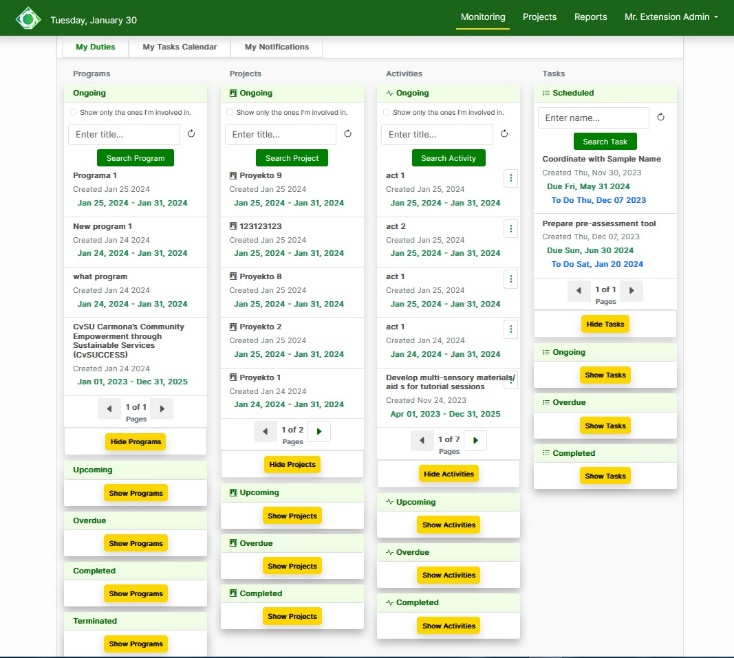 Tuesday, January 30
Monitoring
Projects
Reports
Mr. Extension Admin
My Duties
My Tasks Calendar
My Notifications
Programs
Ongoing
Show only the ones I'm involved in.
Enter title...
Search Program
Programa 1
Created Jan 25 2024
Jan 25, 2024 - Jan 31, 2024
New program 1
Created Jan 24 2024
Jan 24, 2024 - Jan 31, 2024
what program
Created Jan 24 2024
Jan 24, 2024 - Jan 31, 2024
CvSU Carmona's Community
Empowerment through
Sustainable Services
(CvSUCCESS)
Created Jan 24 2024
Jan 01, 2023 - Dec 31, 2025
1 of 1
Pages
Hide Programs
Upcoming
Show Programs
Overdue
Show Programs
Completed
Show Programs
Terminated
Show Programs
Projects
Ongoing
Show only the ones I'm involved in.
Enter title...
Search Project
Proyekto 9
Created Jan 25 2024
Jan 25, 2024 - Jan 31, 2024
123123123
Created Jan 25 2024
Jan 25, 2024 - Jan 31, 2024
Proyekto 8
Created Jan 25 2024
Jan 25, 2024 - Jan 31, 2024
Proyekto 2
Created Jan 25 2024
Jan 25, 2024 - Jan 31, 2024
Proyekto 1
Created Jan 24 2024
Jan 24, 2024 - Jan 31, 2024
1 of 2
Pages
Hide Projects
Upcoming
Show Projects
Overdue
Show Projects
Completed
Show Projects
Activities
Ongoing
Show only the ones I'm involved in.
Enter title...
Search Activity
act 1
Created Jan 25, 2024
Jan 25, 2024 - Jan 31, 2024
act 2
Created Jan 25, 2024
Jan 25, 2024 - Jan 31, 2024
act 1
Created Jan 25, 2024
Jan 25, 2024 - Jan 31, 2024
act 1
Created Jan 24, 2024
Jan 24, 2024 - Jan 31, 2024
Develop multi-sensory materials/
aid s for tutorial sessions
Created Nov 24, 2023
Apr 01, 2023 - Dec 31, 2025
1 of 7
Pages
Hide Activities
Upcoming
Show Activities
Overdue
Show Activities
Completed
Show Activities
Tasks
Scheduled
Enter name...
Search Task
Coordinate with Sample Name
Created Thu, Nov 30, 2023
Due Fri, May 31 2024
To Do Thu, Dec 07 2023
Prepare pre-assessment tool
Created Thu, Dec 07, 2023
Due Sun, Jun 30 2024
To Do Sat, Jan 20 2024
1 of 1
Pages
Hide Tasks
Ongoing
Show Tasks
Overdue
Show Tasks
Completed
Show Tasks